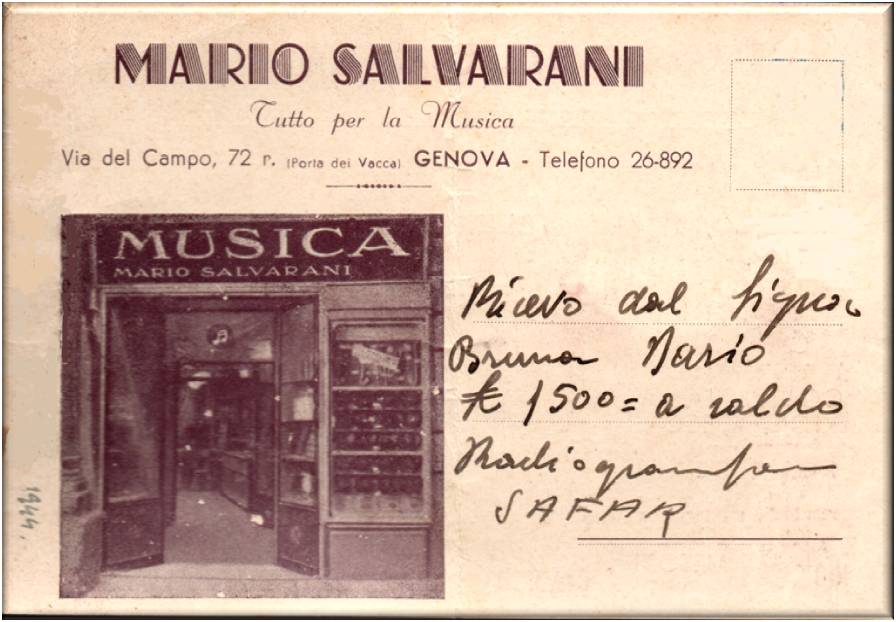 MARIO SALVARANI
Tutto per la Musica
Via del Campo, 72 r. (Porta dei Vacca) GENOVA - Telefono 26-892
MUSICA
MARIO SALVARANI
Ricevo dal Signor
Bruna Dario
£ 1500 = a saldo
Radiogrammofono
SAFAR
1944.